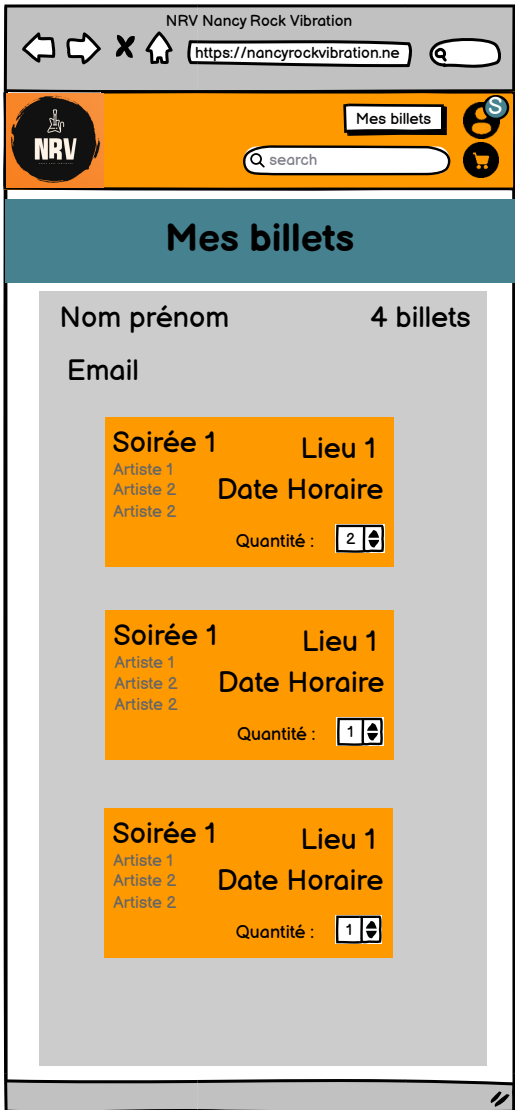 NRV Nancy Rock Vibration
https://nancyrockvibration.ne
Mes billets
S
NRV
search
Mes billets
Nom prénom
4 billets
Email
Soirée 1
Lieu 1
Artiste 1
Artiste 2
Date Horaire
Artiste 2
Quantité :
2
Soirée 1
Lieu 1
Artiste 1
Artiste 2
Date Horaire
Artiste 2
Quantité :
1
Soirée 1
Lieu 1
Artiste 1
Artiste 2
Date Horaire
Artiste 2
Quantité :
1